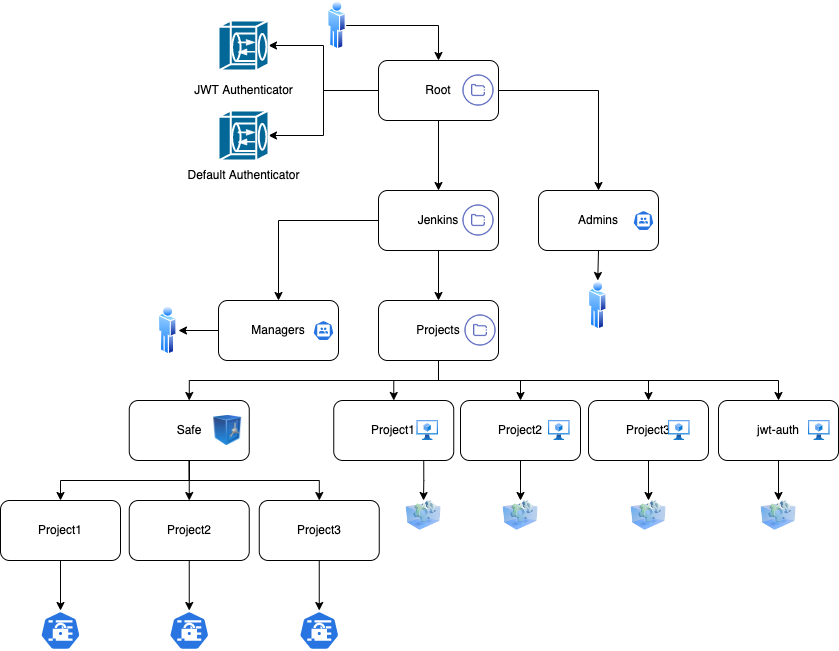 JWT Authenticator
Root
Default Authenticator
Jenkins
Admins
Managers
Projects
Safe
Project1
Project2
Project3
jwt-auth
Project1
Project2
Project3